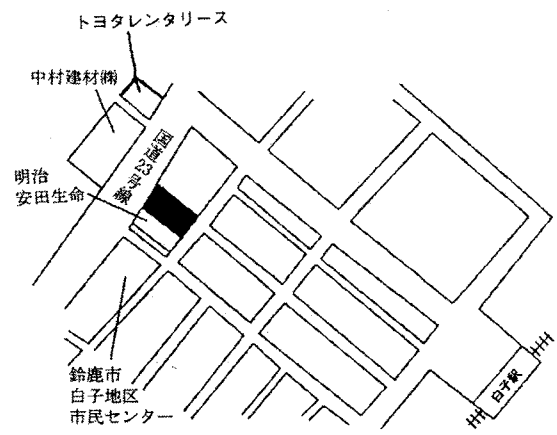 トヨタレンタリース
中村建材㈱
国道23号線
明治
安田生命
鈴鹿市
白子地区
市民センター
白子駅